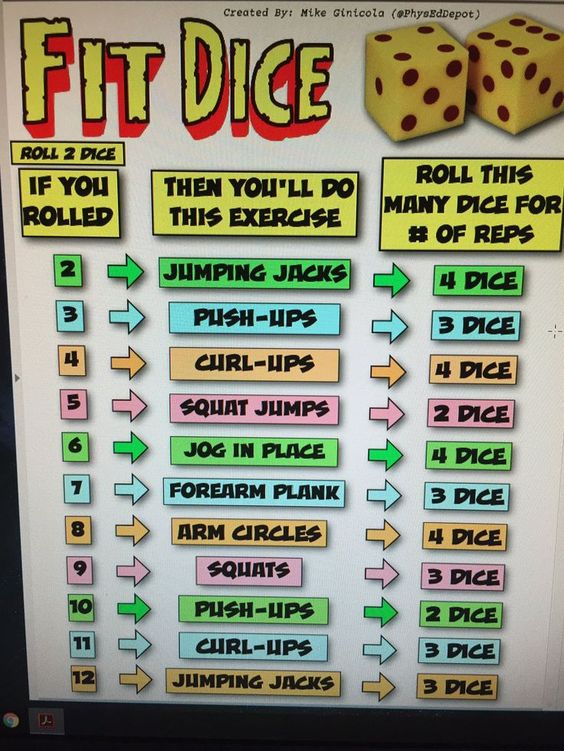 Created By: Mike Ginicola (@PhysEdDepot)
FIT DICE
ROLL 2 DICE
IF YOU
ROLLED
THEN YOU'LL DO
THIS EXERCISE
ROLL THIS
MANY DICE FOR
# OF REPS
2 JUMPING JACKS 4 DICE
3 PUSH-UPS 3 DICE
4 CURL-UPS 4 DICE
5 SQUAT JUMPS 2 DICE
6 JOG IN PLACE 4 DICE
7 FOREARM PLANK 3 DICE
8 ARM CIRCLES 4 DICE
9 SQUATS 3 DICE
10 PUSH-UPS 2 DICE
11 CURL-UPS 3 DICE
12 JUMPING JACKS 3 DICE